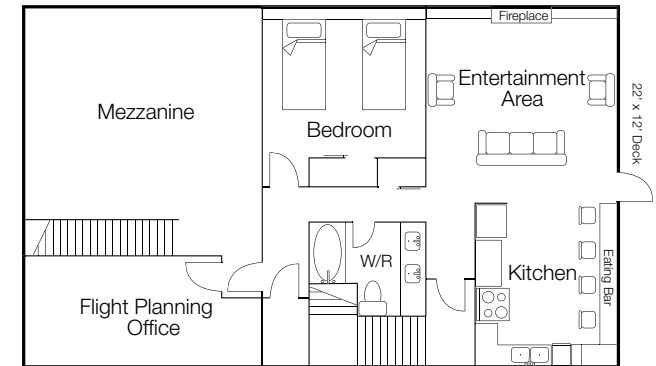 Fireplace
Entertainment
Area
Mezzanine
Bedroom
22' x 12' Deck
W/R
Kitchen
Eating Bar
Flight Planning
Office